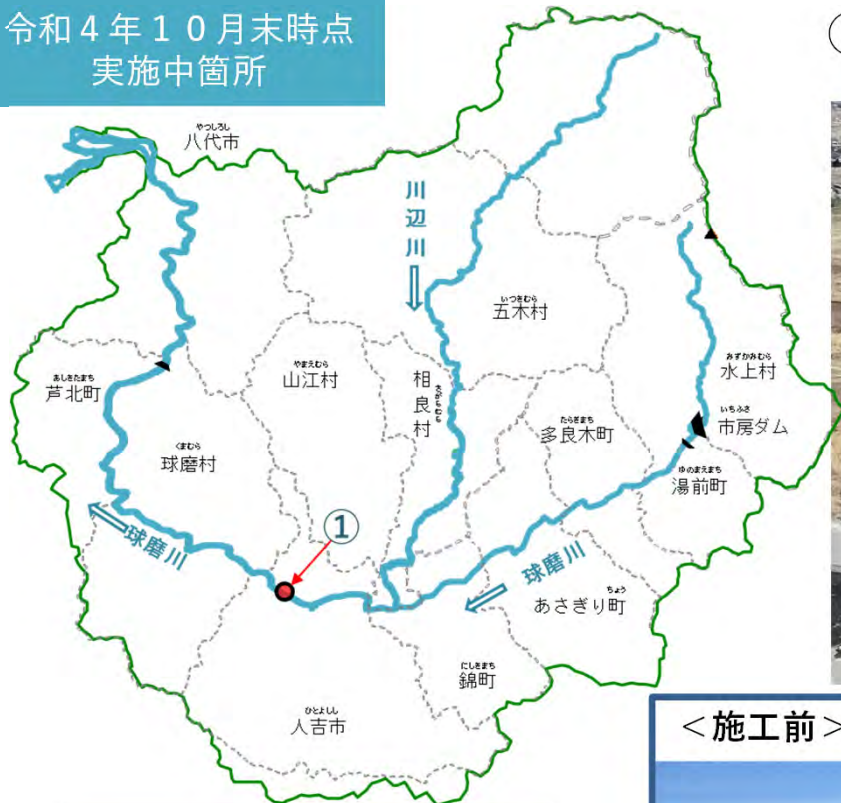 令和4年10月末時点
実施中箇所
やつしろし
八代市
川辺川
いつきむら
五木村
みずかみむら
水上村
いちふさ
市房ダム
あしきたまち
芦北町
やまえむら
山江村
相良村
さがらむら
たらぎまち
多良木町
くまむら
球磨村
ゆのまえまち
湯前町
①
球磨川
球磨川
ちょう
あさぎり町
にしきまち
錦町
ひとよしし
人吉市
<施工前>